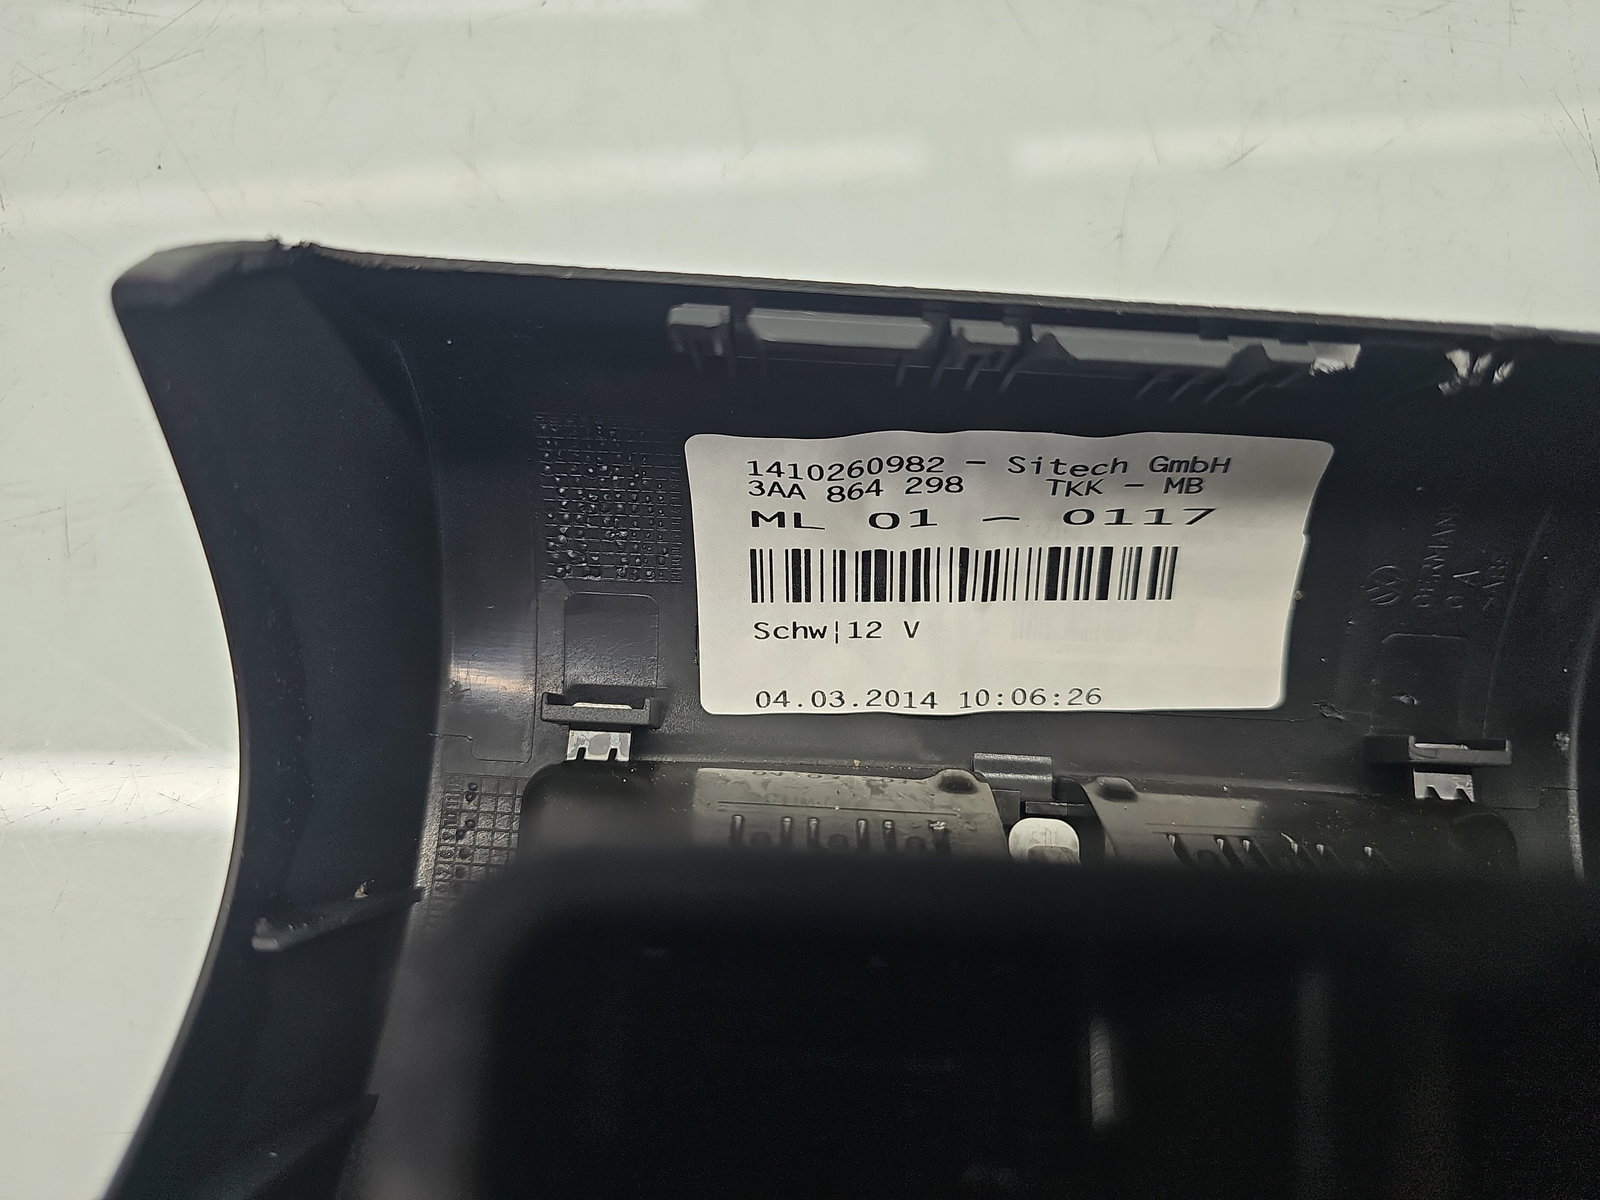 1410260982 - Sitech GmbH
3AA 864 298 TKK - MB
ML 01 - 0117
Schw¦12 V
04.03.2014 10:06:26